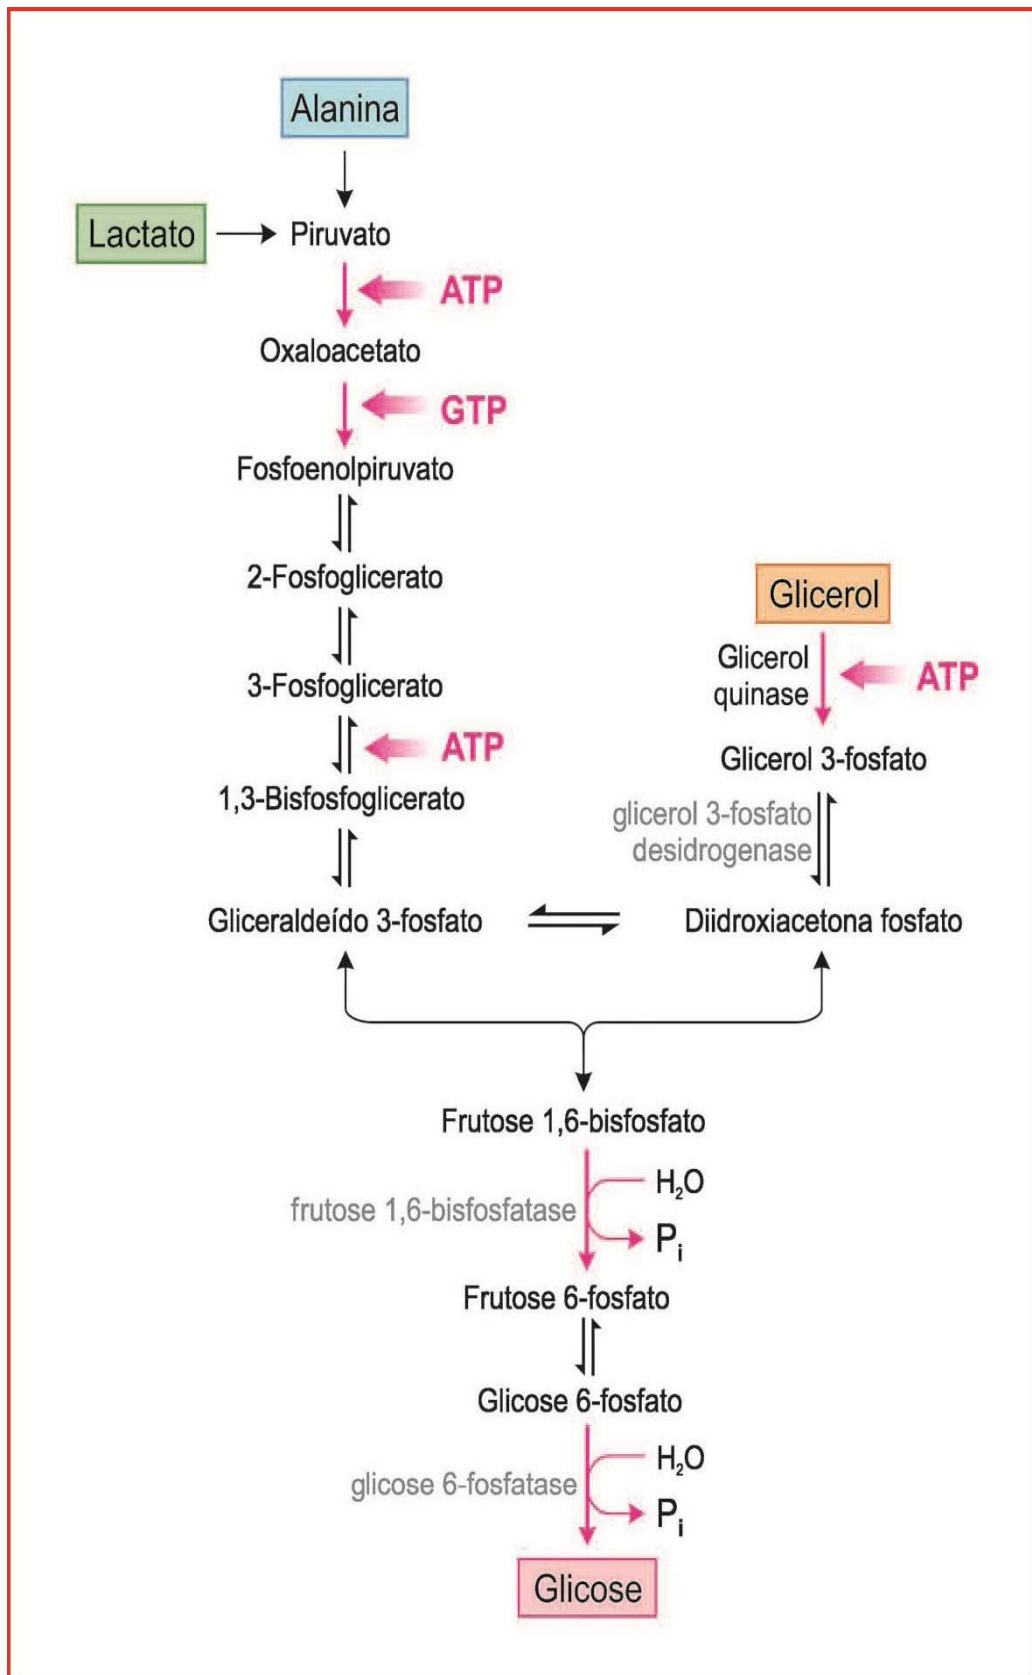 Alanina
Lactato
Piruvato
ATP
Oxaloacetato
GTP
Fosfoenolpiruvato
2-Fosfoglicerato
Glicerol
Glicerol
quinase
ATP
3-Fosfoglicerato
ATP
Glicerol 3-fosfato
1,3-Bisfosfoglicerato
glicerol 3-fosfato
desidrogenase
Gliceraldeído 3-fosfato
Diidroxiacetona fosfato
Frutose 1,6-bisfosfato
H₂O
frutose 1,6-bisfosfatase
Pᵢ
Frutose 6-fosfato
Glicose 6-fosfato
H₂O
glicose 6-fosfatase
Pᵢ
Glicose